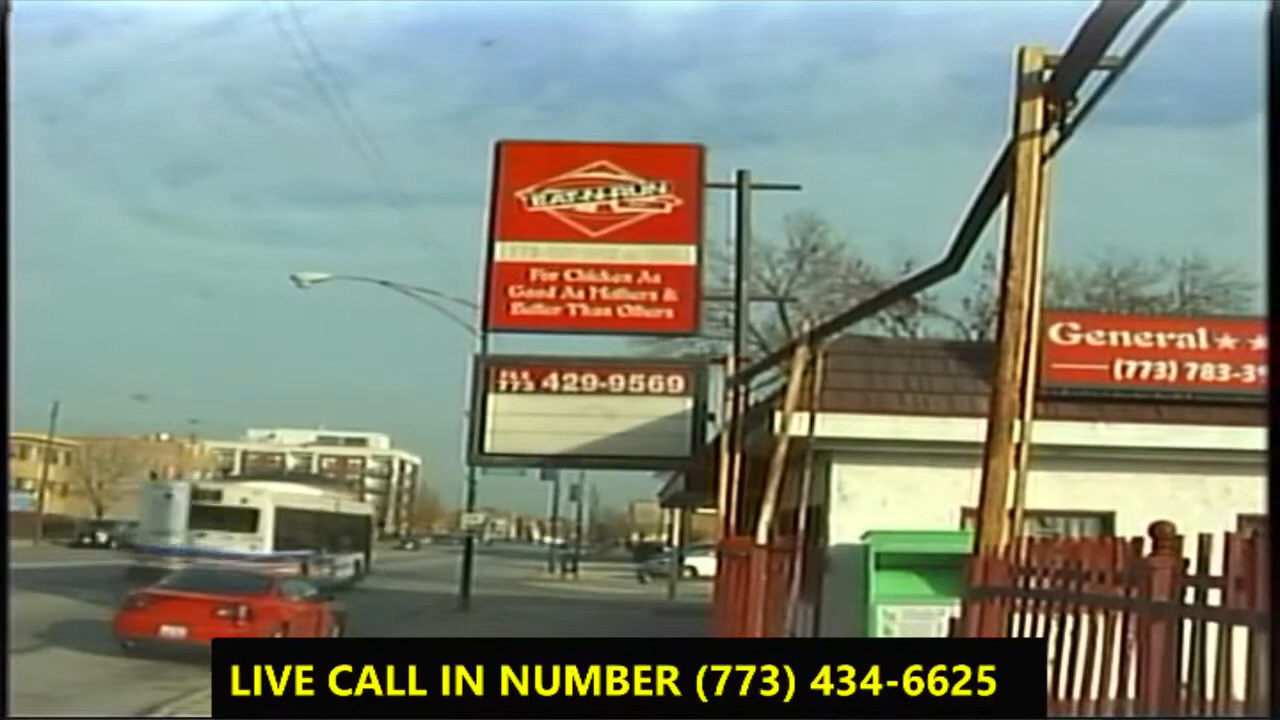 EAT-N-RUN
For Chicken As
Good As Mothers &
Better Than Others
773 429-9569
General ★ ★
(773) 783-3
LIVE CALL IN NUMBER (773) 434-6625